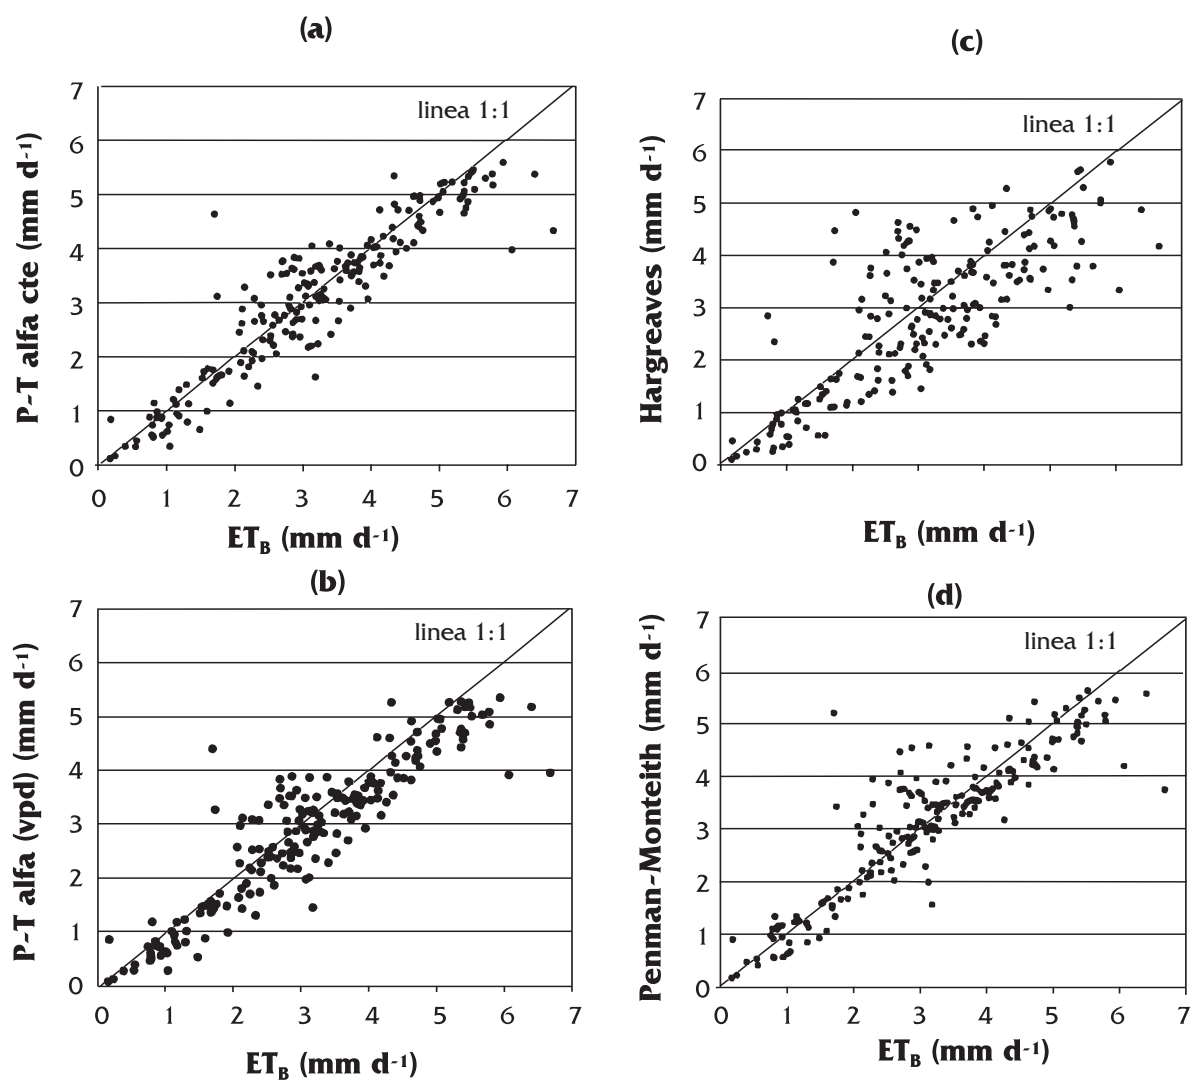 (a)
7
6
5
4
3
2
1
0
P-T alfa cte (mm d-1)
linea 1:1
0 1 2 3 4 5 6 7
ETB (mm d-1)
(c)
7
6
5
4
3
2
1
0
Hargreaves (mm d-1)
linea 1:1
ETB (mm d-1)
(b)
7
6
5
4
3
2
1
0
P-T alfa (vpd) (mm d-1)
linea 1:1
0 1 2 3 4 5 6 7
ETB (mm d-1)
(d)
7
6
5
4
3
2
1
0
Penman-Monteith (mm d-1)
linea 1:1
0 1 2 3 4 5 6 7
ETB (mm d-1)